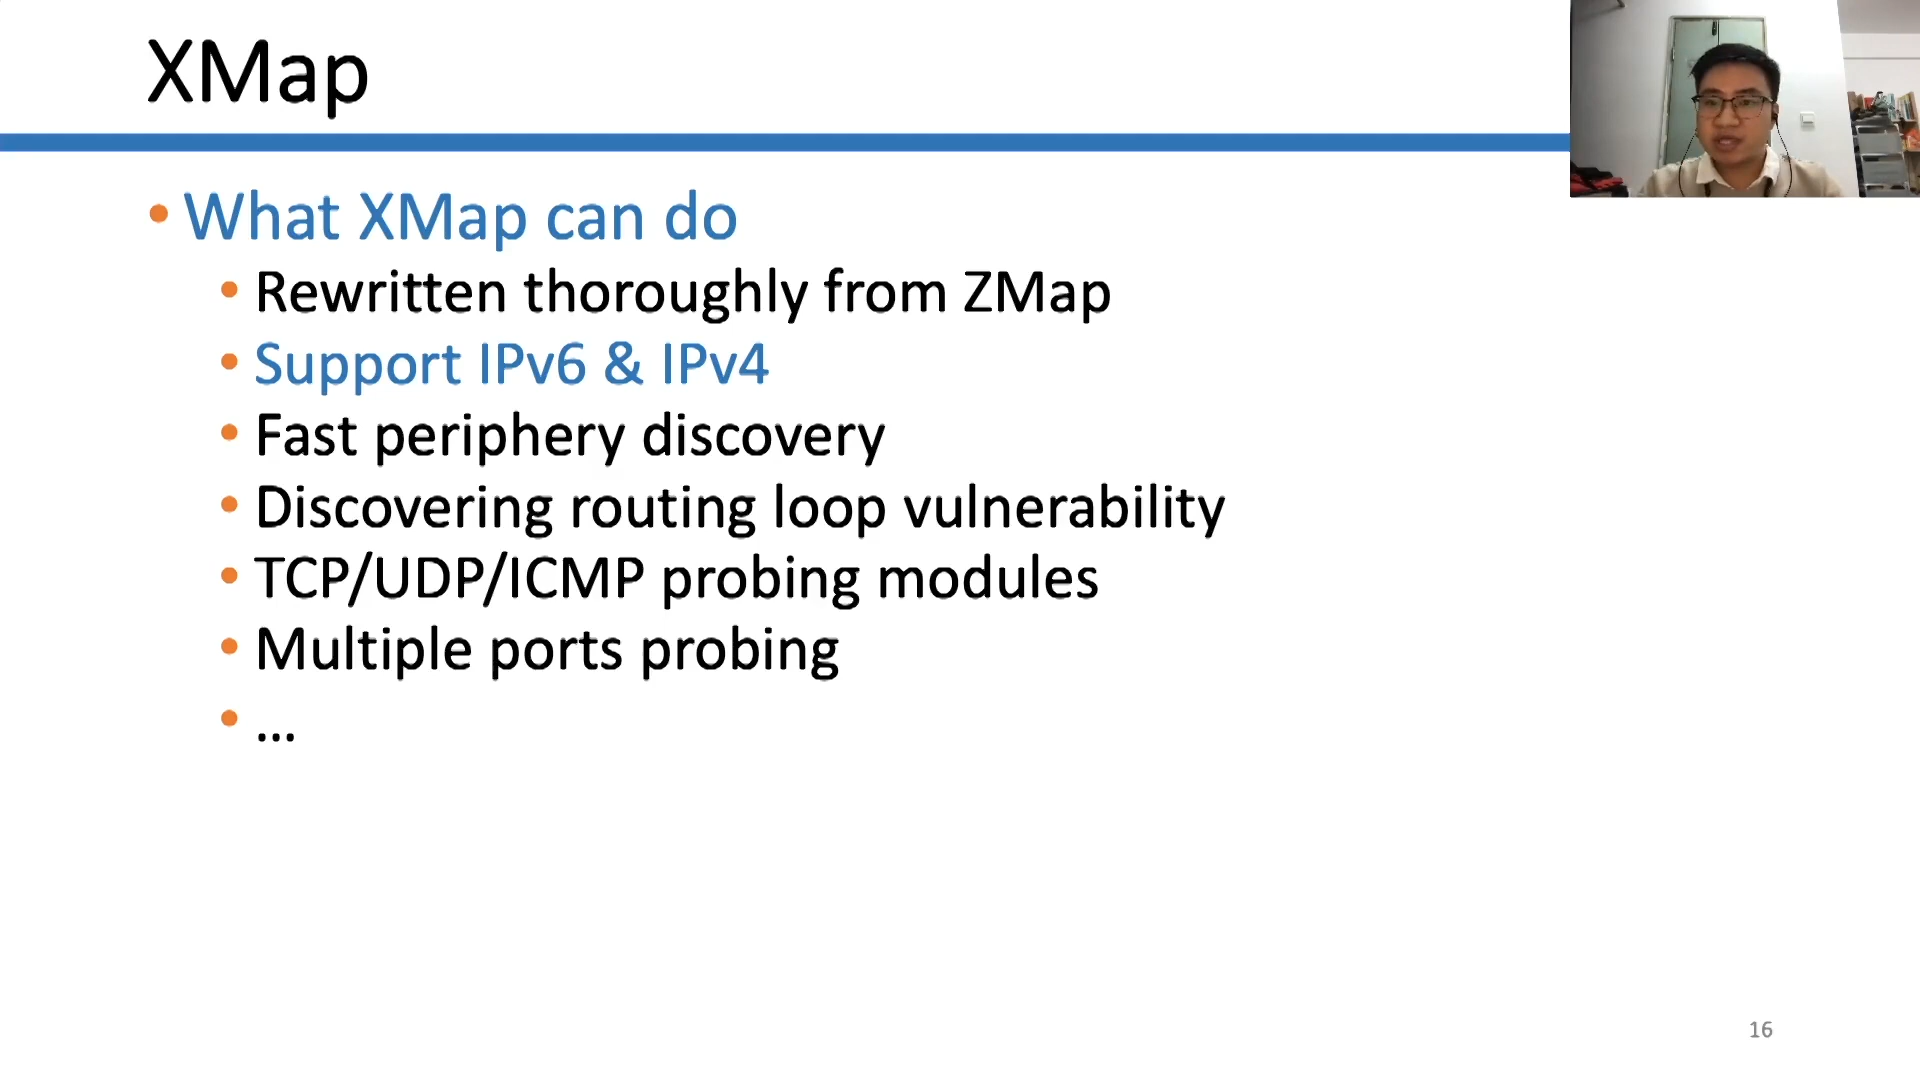 XMap
• What XMap can do
• Rewritten thoroughly from ZMap
• Support IPv6 & IPv4
• Fast periphery discovery
• Discovering routing loop vulnerability
• TCP/UDP/ICMP probing modules
• Multiple ports probing
• ...
16